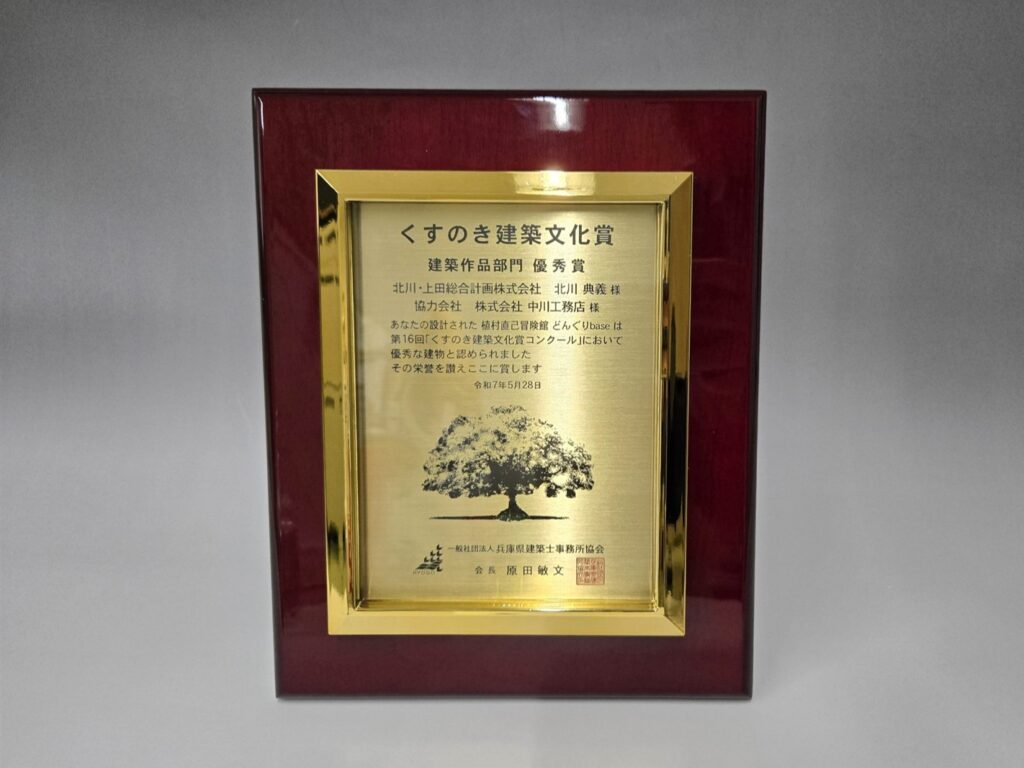 くすのき建築文化賞
建築作品部門 優秀賞
北川・上田総合計画株式会社 北川 典義 様
協力会社 株式会社 中川工務店 様
あなたの設計された 植村直己冒険館 どんぐりbase は
第16回「くすのき建築文化賞コンクール」において
優秀な建物と認められました
その栄誉を讃えここに賞します
令和7年5月28日
一般社団法人 兵庫県建築士事務所協会
HYOGO
会長 原田敏文